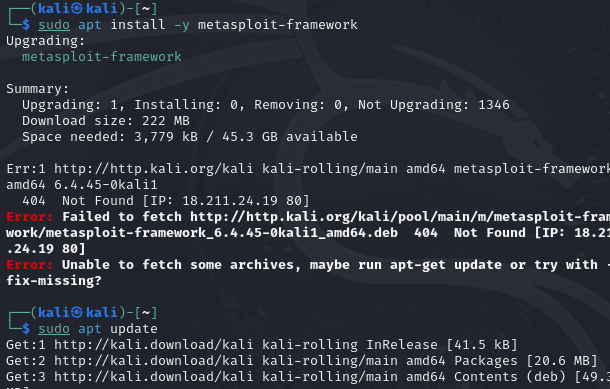 ┌──(kali㉿kali)-[~]
└─$ sudo apt install -y metasploit-framework
Upgrading:
  metasploit-framework

Summary:
  Upgrading: 1, Installing: 0, Removing: 0, Not Upgrading: 1346
  Download size: 222 MB
  Space needed: 3,779 kB / 45.3 GB available

Err:1 http://http.kali.org/kali kali-rolling/main amd64 metasploit-framework
amd64 6.4.45-0kali1
  404  Not Found [IP: 18.211.24.19 80]
Error: Failed to fetch http://http.kali.org/kali/pool/main/m/metasploit-fram
work/metasploit-framework_6.4.45-0kali1_amd64.deb  404  Not Found [IP: 18.21
.24.19 80]
Error: Unable to fetch some archives, maybe run apt-get update or try with -
fix-missing?

┌──(kali㉿kali)-[~]
└─$ sudo apt update
Get:1 http://kali.download/kali kali-rolling InRelease [41.5 kB]
Get:2 http://kali.download/kali kali-rolling/main amd64 Packages [20.6 MB]
Get:3 http://kali.download/kali kali-rolling/main amd64 Contents (deb) [49.3